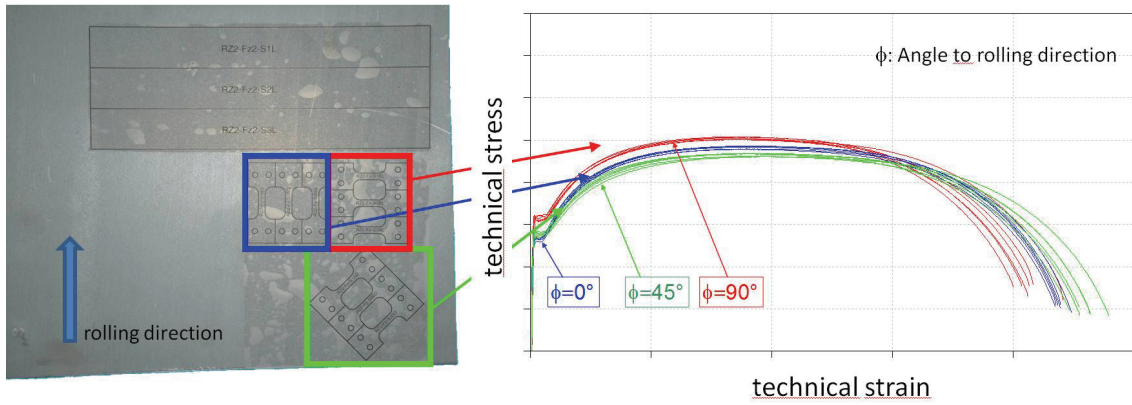 RZ2-Fz2-S1L
RZ2-Fz2-S2L
RZ2-Fz2-S3L
rolling direction
technical stress
ϕ: Angle to rolling direction
ϕ=0°
ϕ=45°
ϕ=90°
technical strain